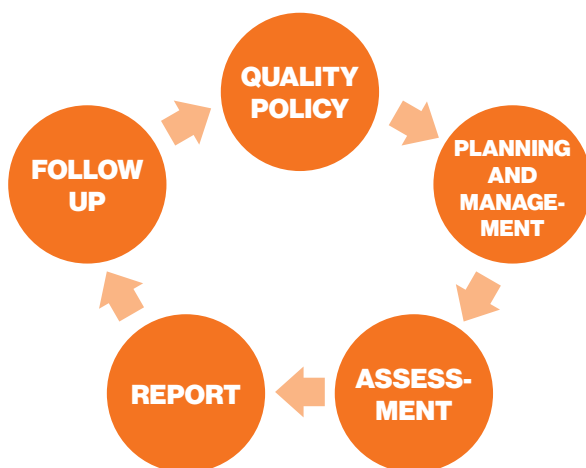 QUALITY
POLICY
PLANNING
AND
MANAGE-
MENT
ASSESS-
MENT
REPORT
FOLLOW
UP